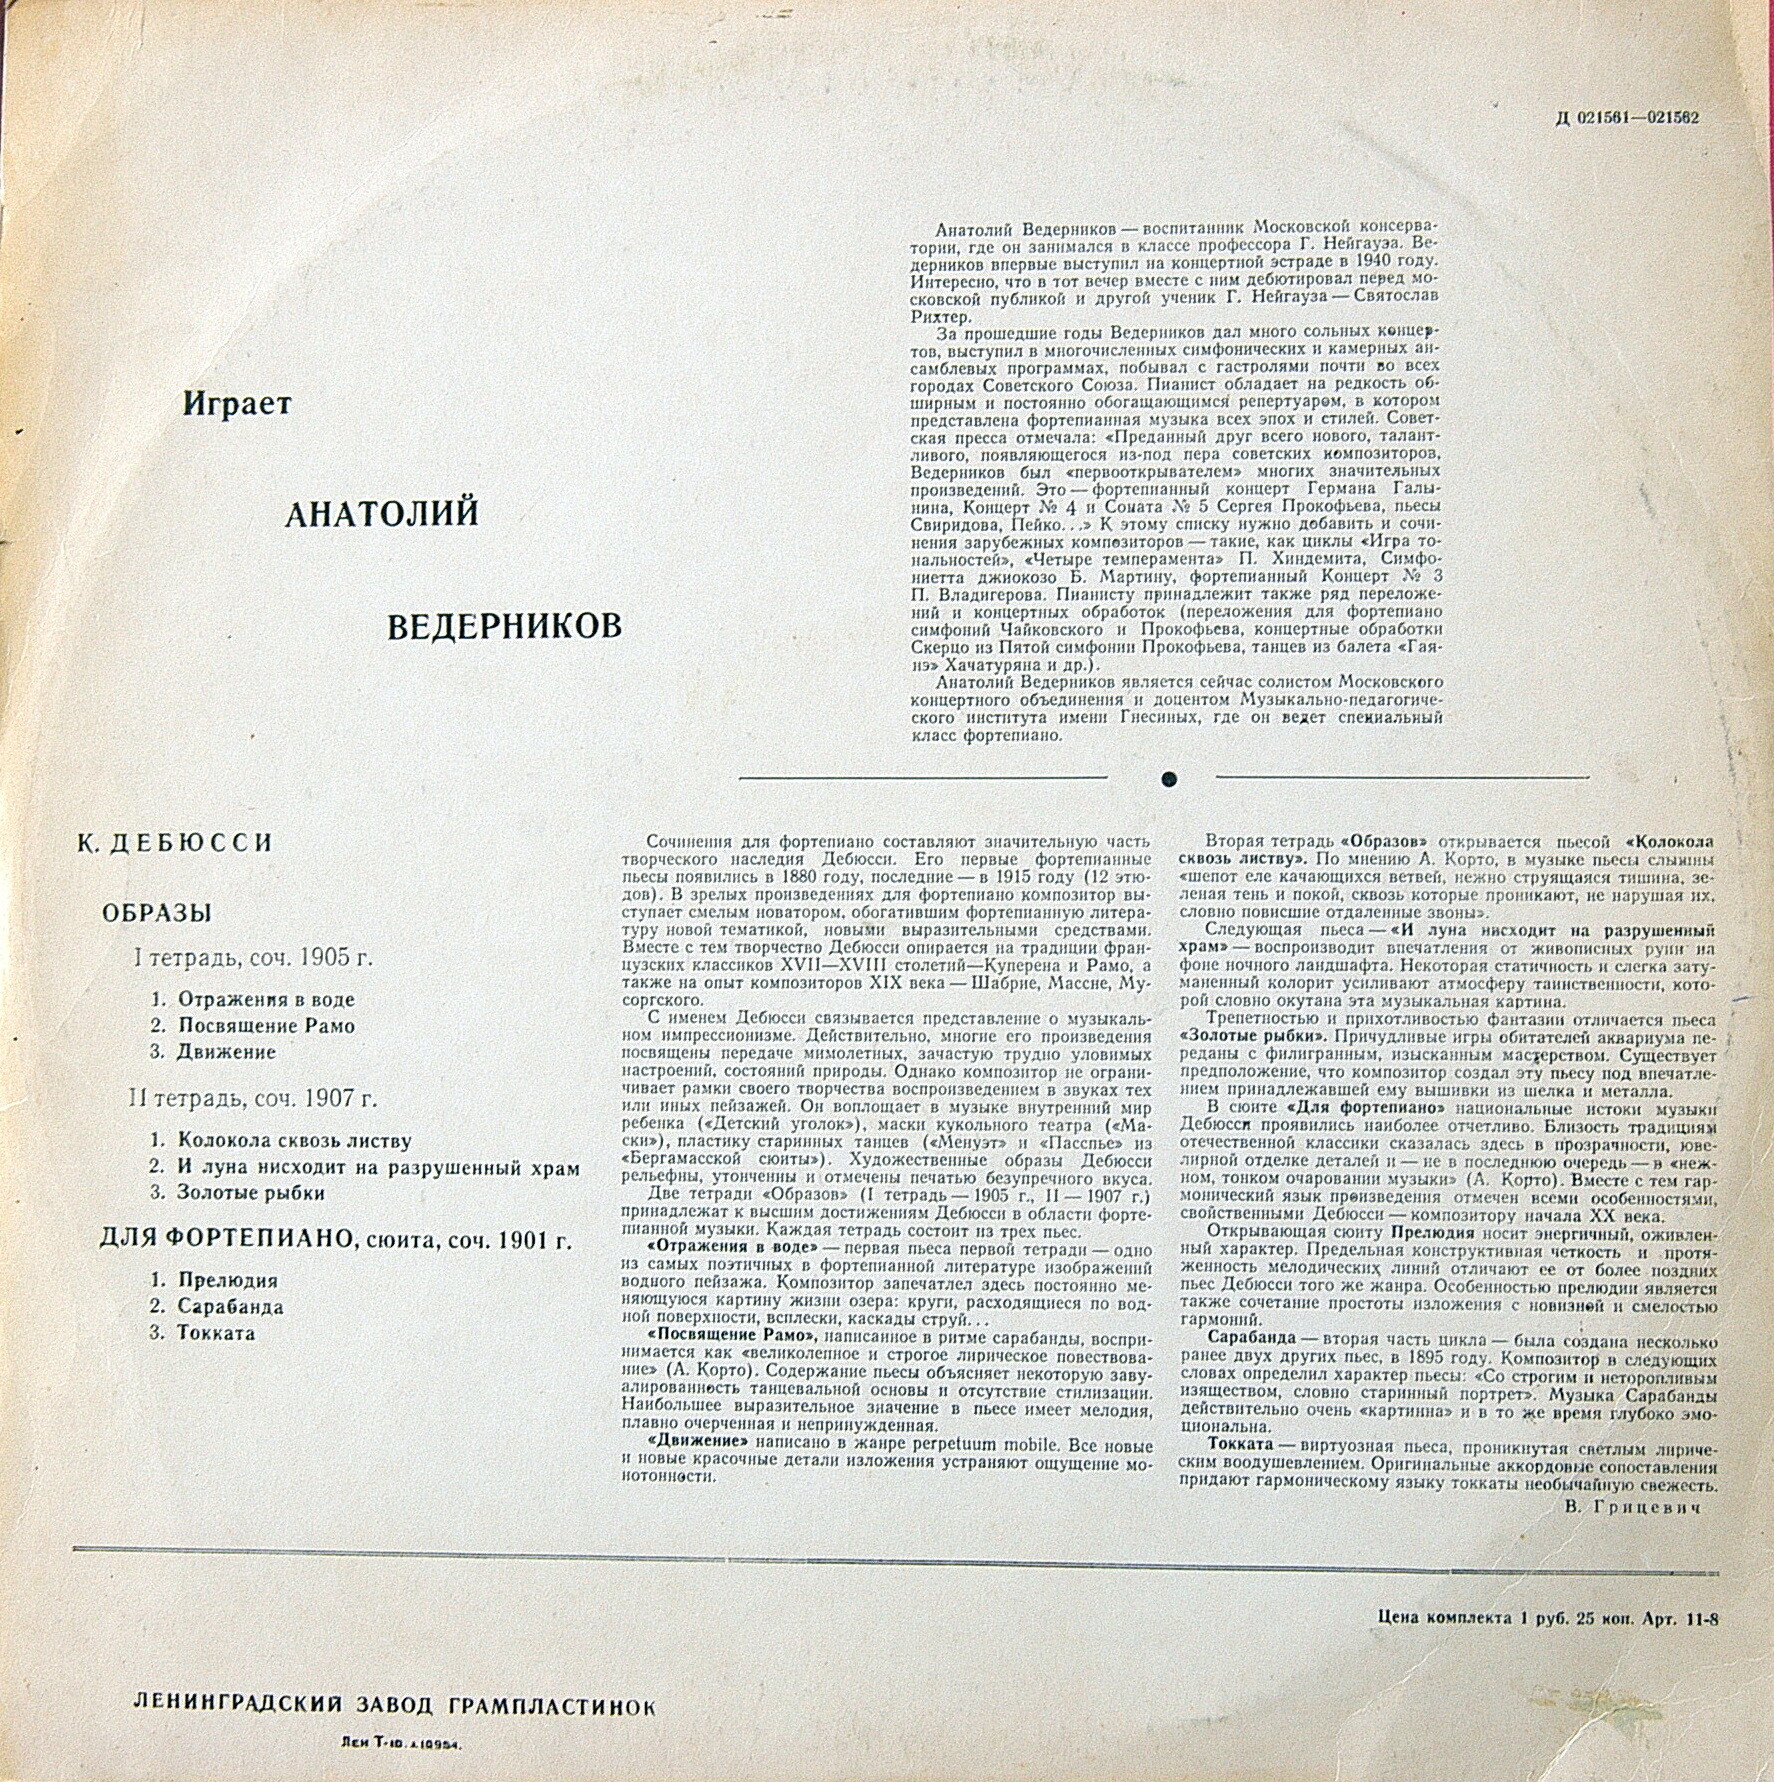 Д 021561—021562
Анатолий Ведерников — воспитанник Московской консерва-
тории, где он занимался в классе профессора Г. Нейгауза. Ве-
дерников впервые выступил на концертной эстраде в 1940 году.
Интересно, что в тот вечер вместе с ним дебютировал перед мо-
сковской публикой и другой ученик Г. Нейгауза — Святослав
Рихтер.
За прошедшие годы Ведерников дал много сольных концер-
тов, выступил в многочисленных симфонических и камерных ан-
самблевых программах, побывал с гастролями почти во всех
городах Советского Союза. Пианист обладает на редкость об-
ширным и постоянно обогащающимся репертуаром, в котором
представлена фортепианная музыка всех эпох и стилей. Совет-
ская пресса отмечала: «Преданный друг всего нового, талант-
ливого, появляющегося из-под пера советских композиторов,
Ведерников был «первооткрывателем» многих значительных
произведений. Это — фортепианный концерт Германа Галы-
нина, Концерт № 4 и Соната № 5 Сергея Прокофьева, пьесы
Свиридова, Пейко...» К этому списку нужно добавить и сочи-
нения зарубежных композиторов — такие, как циклы «Игра то-
нальностей», «Четыре темперамента» П. Хиндемита, Симфо-
ниетта джиокозо Б. Мартину, фортепианный Концерт № 3
П. Владигерова. Пианисту принадлежит также ряд переложе-
ний и концертных обработок (переложения для фортепиано
симфоний Чайковского и Прокофьева, концертные обработки
Скерцо из Пятой симфонии Прокофьева, танцев из балета «Гая-
нэ» Хачатуряна и др.).
Анатолий Ведерников является сейчас солистом Московского
концертного объединения и доцентом Музыкально-педагогиче-
ского института имени Гнесиных, где он ведет специальный
класс фортепиано.
Играет
АНАТОЛИЙ
ВЕДЕРНИКОВ
К. ДЕБЮССИ
ОБРАЗЫ
I тетрадь, соч. 1905 г.
1. Отражения в воде
2. Посвящение Рамо
3. Движение
II тетрадь, соч. 1907 г.
1. Колокола сквозь листву
2. И луна нисходит на разрушенный храм
3. Золотые рыбки
ДЛЯ ФОРТЕПИАНО, сюита, соч. 1901 г.
1. Прелюдия
2. Сарабанда
3. Токката
Сочинения для фортепиано составляют значительную часть
творческого наследия Дебюсси. Его первые фортепианные
пьесы появились в 1880 году, последние — в 1915 году (12 этю-
дов). В зрелых произведениях для фортепиано композитор вы-
ступает смелым новатором, обогатившим фортепианную литера-
туру новой тематикой, новыми выразительными средствами.
Вместе с тем творчество Дебюсси опирается на традиции фран-
цузских классиков XVII—XVIII столетий—Куперена и Рамо, а
также на опыт композиторов XIX века — Шабрие, Массне, Му-
соргского.
С именем Дебюсси связывается представление о музыкаль-
ном импрессионизме. Действительно, многие его произведения
посвящены передаче мимолетных, зачастую трудно уловимых
настроений, состояний природы. Однако композитор не ограни-
чивает рамки своего творчества воспроизведением в звуках тех
или иных пейзажей. Он воплощает в музыке внутренний мир
ребенка («Детский уголок»), маски кукольного театра («Ма-
ски»), пластику старинных танцев («Менуэт» и «Пасспье» из
«Бергамасской сюиты»). Художественные образы Дебюсси
рельефны, утонченны и отмечены печатью безупречного вкуса.
Две тетради «Образов» (I тетрадь — 1905 г., II — 1907 г.)
принадлежат к высшим достижениям Дебюсси в области форте-
пианной музыки. Каждая тетрадь состоит из трех пьес.
«Отражения в воде» — первая пьеса первой тетради — одно
из самых поэтичных в фортепианной литературе изображений
водного пейзажа. Композитор запечатлел здесь постоянно ме-
няющуюся картину жизни озера: круги, расходящиеся по вод-
ной поверхности, всплески, каскады струй...
«Посвящение Рамо», написанное в ритме сарабанды, воспри-
нимается как «великолепное и строгое лирическое повествова-
ние» (А. Корто). Содержание пьесы объясняет некоторую заву-
алированность танцевальной основы и отсутствие стилизации.
Наибольшее выразительное значение в пьесе имеет мелодия,
плавно очерченная и непринужденная.
«Движение» написано в жанре perpetuum mobile. Все новые
и новые красочные детали изложения устраняют ощущение мо-
нотонности.
Вторая тетрадь «Образов» открывается пьесой «Колокола
сквозь листву». По мнению А. Корто, в музыке пьесы слышны
«шепот еле качающихся ветвей, нежно струящаяся тишина, зе-
леная тень и покой, сквозь которые проникают, не нарушая их,
словно повисшие отдаленные звоны».
Следующая пьеса — «И луна нисходит на разрушенный
храм» — воспроизводит впечатления от живописных руин на
фоне ночного ландшафта. Некоторая статичность и слегка зату-
маненный колорит усиливают атмосферу таинственности, кото-
рой словно окутана эта музыкальная картина.
Трепетностью и прихотливостью фантазии отличается пьеса
«Золотые рыбки». Причудливые игры обитателей аквариума пе-
реданы с филигранным, изысканным мастерством. Существует
предположение, что композитор создал эту пьесу под впечатле-
нием принадлежавшей ему вышивки из шелка и металла.
В сюите «Для фортепиано» национальные истоки музыки
Дебюсси проявились наиболее отчетливо. Близость традициям
отечественной классики сказалась здесь в прозрачности, юве-
лирной отделке деталей и — не в последнюю очередь — в «неж-
ном, тонком очаровании музыки» (А. Корто). Вместе с тем гар-
монический язык произведения отмечен всеми особенностями,
свойственными Дебюсси — композитору начала XX века.
Открывающая сюиту Прелюдия носит энергичный, оживлен-
ный характер. Предельная конструктивная четкость и протя-
женность мелодических линий отличают ее от более поздних
пьес Дебюсси того же жанра. Особенностью прелюдии является
также сочетание простоты изложения с новизной и смелостью
гармоний.
Сарабанда — вторая часть цикла — была создана несколько
ранее двух других пьес, в 1895 году. Композитор в следующих
словах определил характер пьесы: «Со строгим и неторопливым
изяществом, словно старинный портрет». Музыка Сарабанды
действительно очень «картинна» и в то же время глубоко эмо-
циональна.
Токката — виртуозная пьеса, проникнутая светлым лириче-
ским воодушевлением. Оригинальные аккордовые сопоставления
придают гармоническому языку токкаты необычайную свежесть.
В. Грицевич
Цена комплекта 1 руб. 25 коп. Арт. 11-8
ЛЕНИНГРАДСКИЙ ЗАВОД ГРАМПЛАСТИНОК